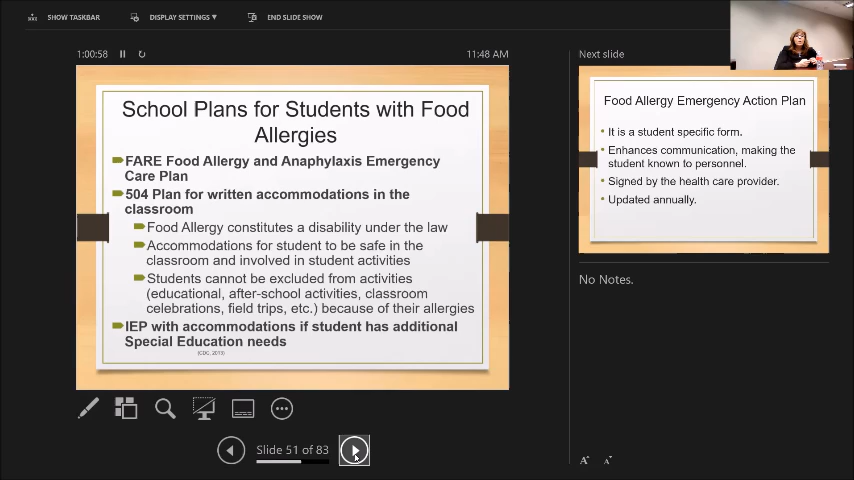 SHOW TASKBAR
DISPLAY SETTINGS ▼
END SLIDE SHOW
1:00:58
11:48 AM
School Plans for Students with Food
Allergies
FARE Food Allergy and Anaphylaxis Emergency
Care Plan
504 Plan for written accommodations in the
classroom
Food Allergy constitutes a disability under the law
Accommodations for student to be safe in the
classroom and involved in student activities
Students cannot be excluded from activities
(educational, after-school activities, classroom
celebrations, field trips, etc.) because of their allergies
IEP with accommodations if student has additional
Special Education needs
(CDC, 2013)
Slide 51 of 83
Next slide
Food Allergy Emergency Action Plan
• It is a student specific form.
• Enhances communication, making the
student known to personnel.
• Signed by the health care provider.
• Updated annually.
No Notes.
A A